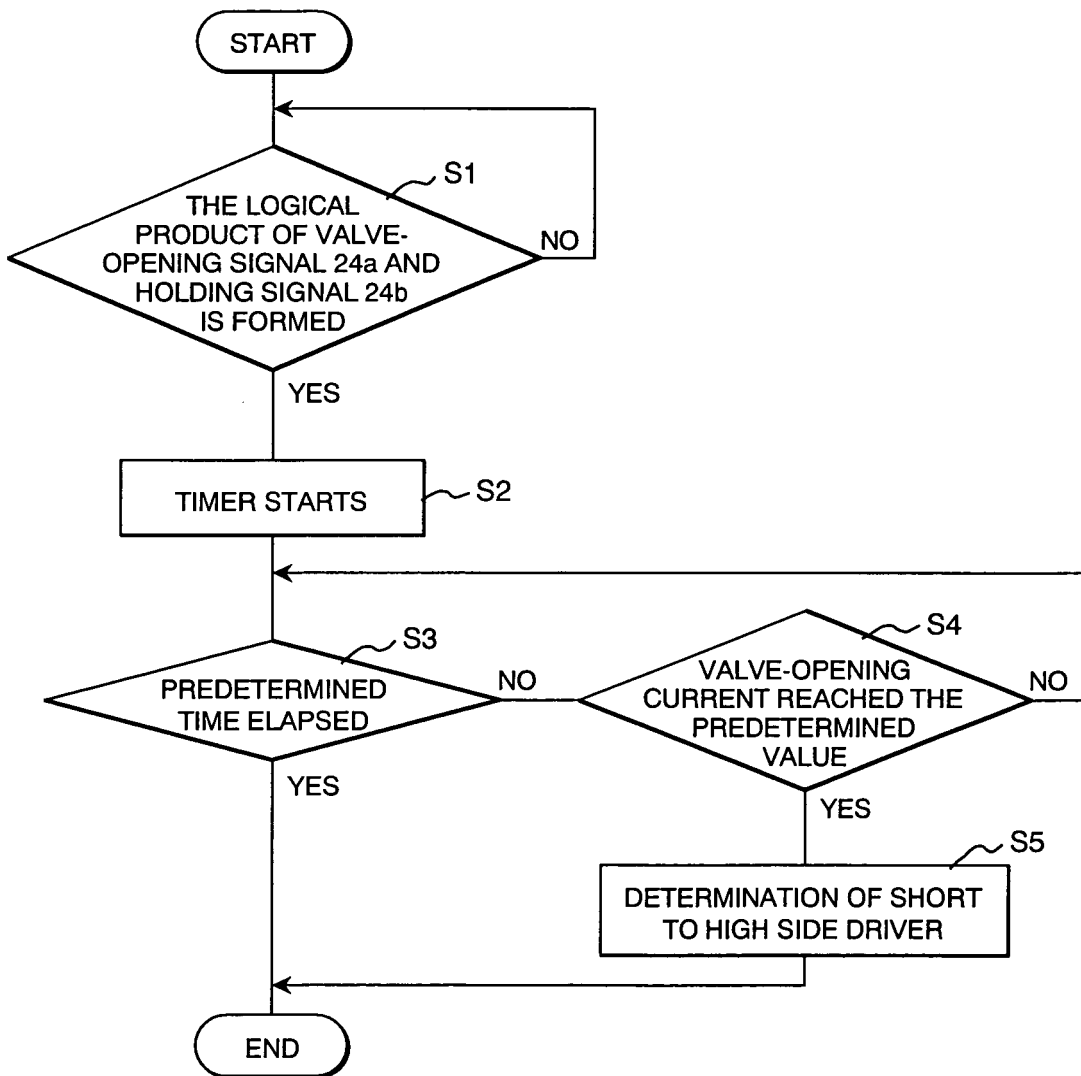 START
S1
THE LOGICAL
PRODUCT OF VALVE-
OPENING SIGNAL 24a AND
HOLDING SIGNAL 24b
IS FORMED
NO
YES
TIMER STARTS
S2
S3
PREDETERMINED
TIME ELAPSED
NO
YES
S4
VALVE-OPENING
CURRENT REACHED THE
PREDETERMINED
VALUE
NO
YES
S5
DETERMINATION OF SHORT
TO HIGH SIDE DRIVER
END